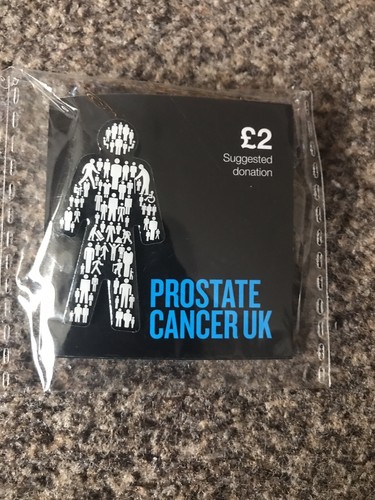 £2
Suggested
donation
PROSTATE
CANCER UK